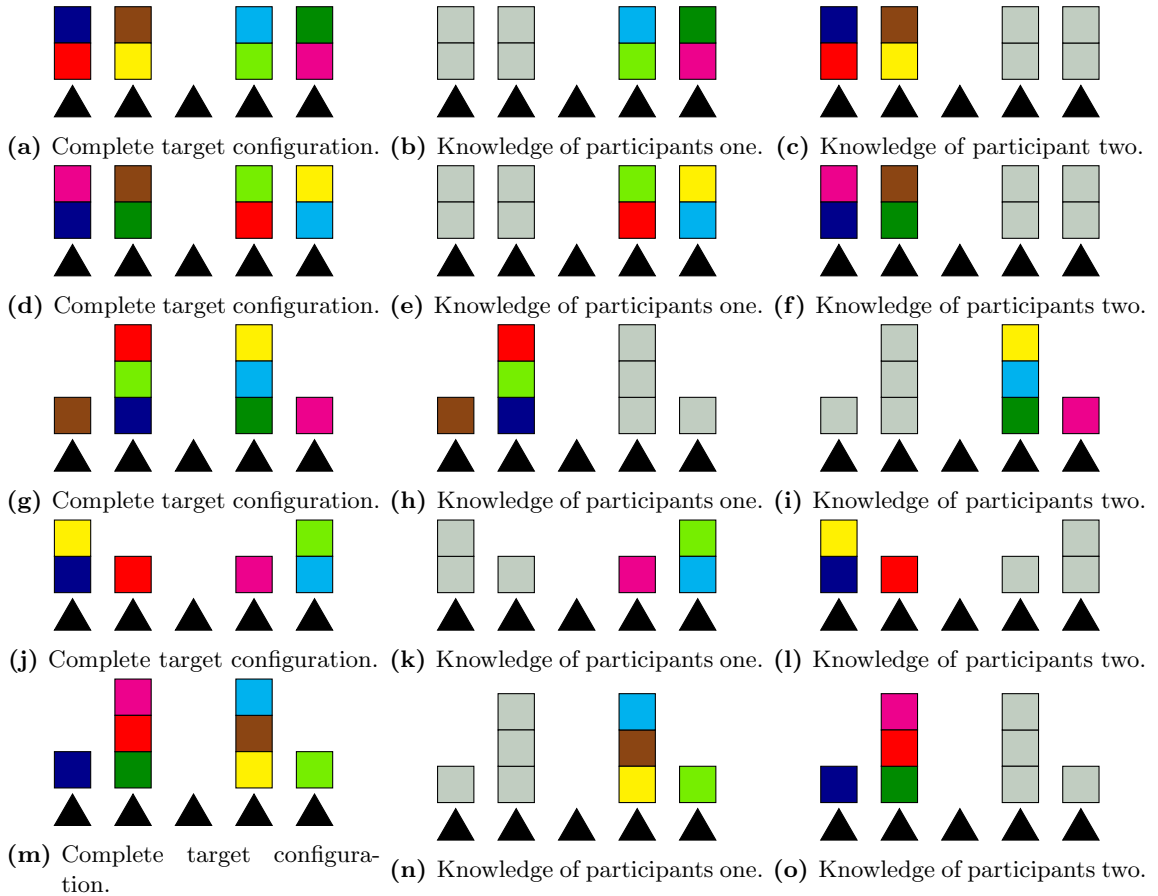 (a) Complete target configuration. (b) Knowledge of participants one. (c) Knowledge of participant two.
(d) Complete target configuration. (e) Knowledge of participants one. (f) Knowledge of participants two.
(g) Complete target configuration. (h) Knowledge of participants one. (i) Knowledge of participants two.
(j) Complete target configuration. (k) Knowledge of participants one. (l) Knowledge of participants two.
(m) Complete target configura-
tion.
(n) Knowledge of participants one. (o) Knowledge of participants two.